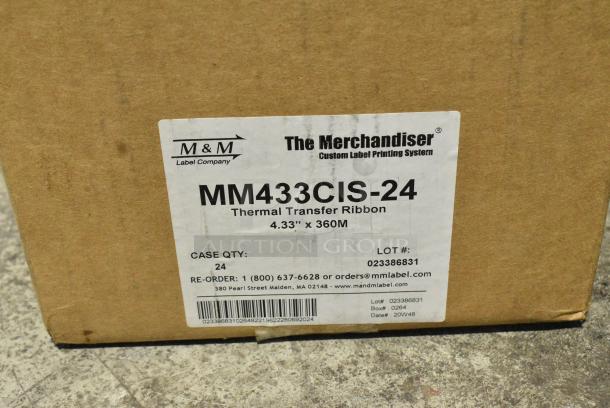 M & M
Label Company
The Merchandiser®
Custom Label Printing System
MM433CIS-24
Thermal Transfer Ribbon
4.33" x 360M
AUCTION GROUP
CASE QTY:
24
LOT #:
023386831
RE-ORDER: 1 (800) 637-6628 or orders@mmlabel.com
380 Pearl Street Malden, MA 02148 - www.mandmlabel.com
Lot# 023386831
Box# 0264
Date# 20W48